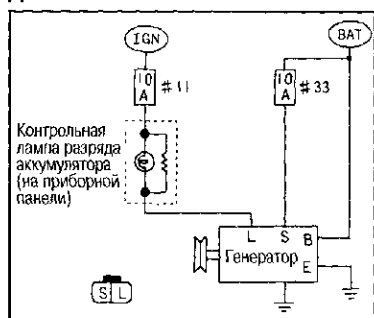 IGN
BAT
10 A
# 11
10 A
# 33
Контрольная
лампа разряда
аккумулятора
(на приборной
панели)
L S B
E
Генератор
S L